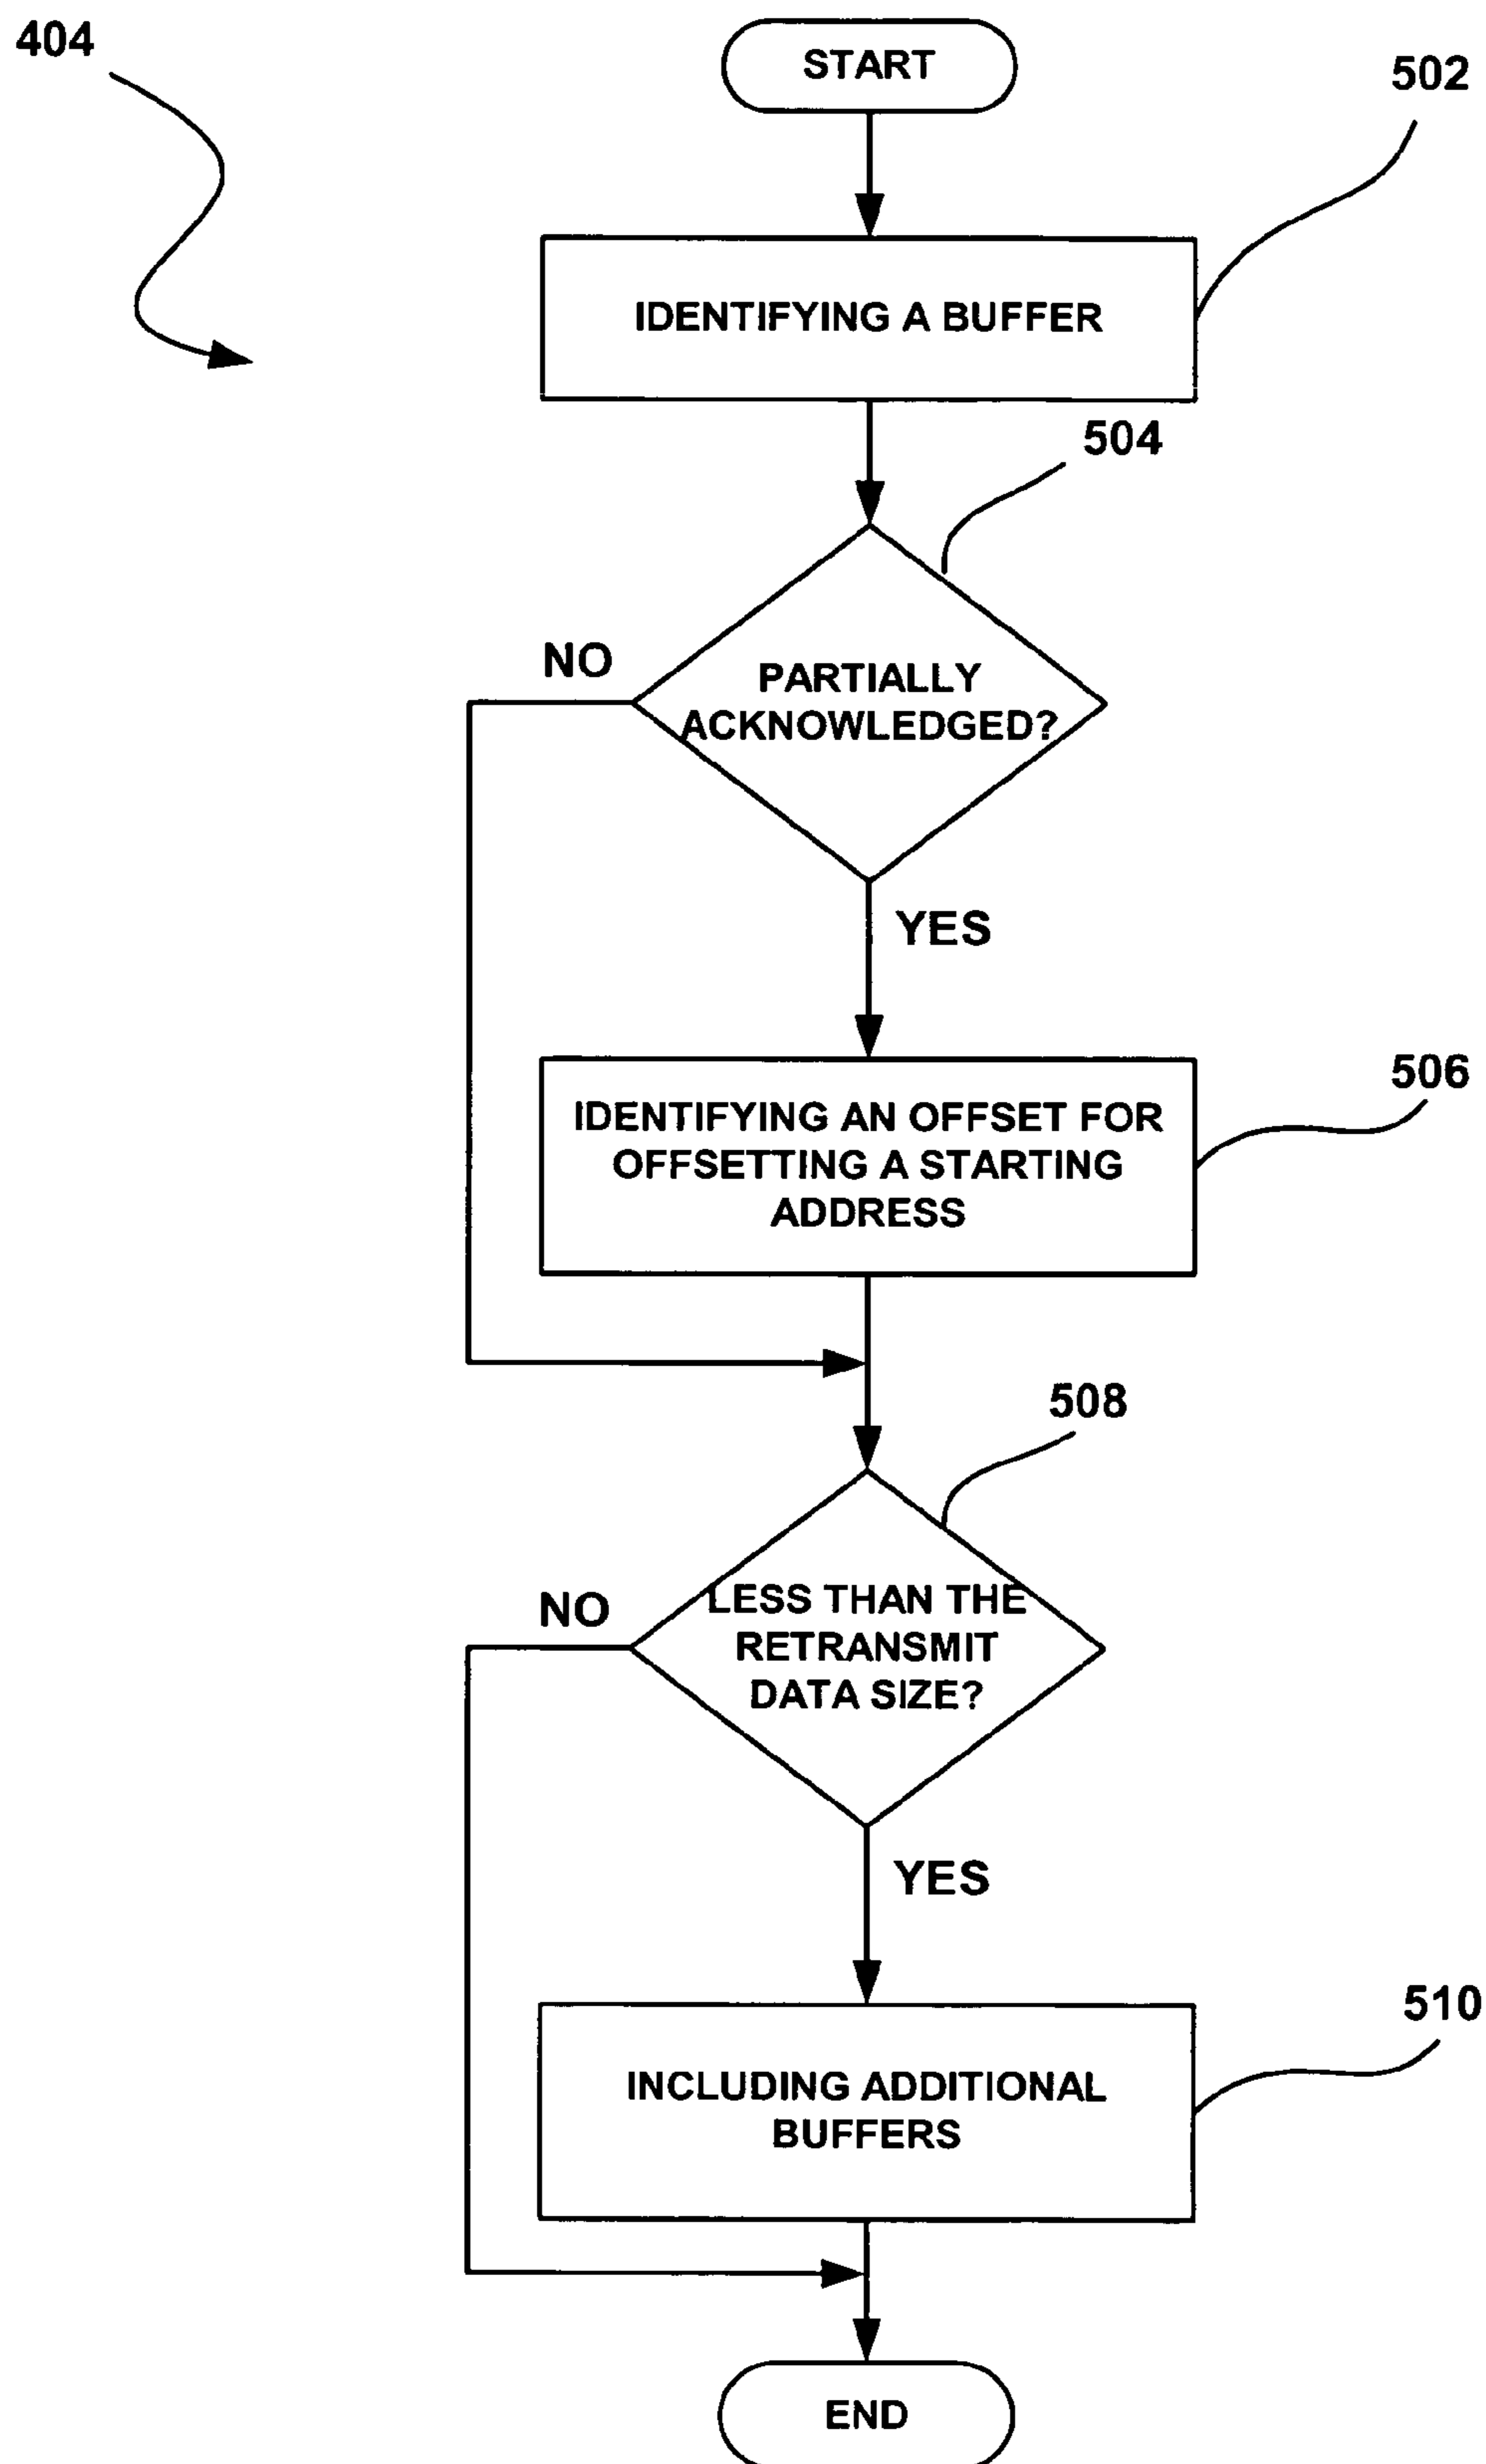 404
START
502
IDENTIFYING A BUFFER
504
NO
PARTIALLY
ACKNOWLEDGED?
YES
506
IDENTIFYING AN OFFSET FOR
OFFSETTING A STARTING
ADDRESS
508
NO
LESS THAN THE
RETRANSMIT
DATA SIZE?
YES
510
INCLUDING ADDITIONAL
BUFFERS
END